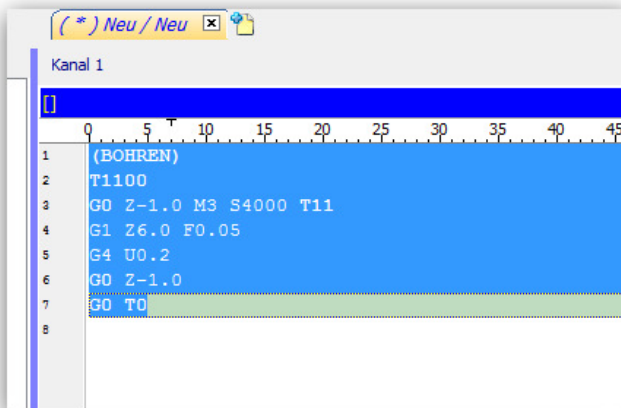 ( * ) Neu / Neu
Kanal 1
[]
0 5 10 15 20 25 30 35 40 45
1 (BOHREN)
2 T1100
3 G0 Z-1.0 M3 S4000 T11
4 G1 Z6.0 F0.05
5 G4 U0.2
6 G0 Z-1.0
7 G0 T0
8